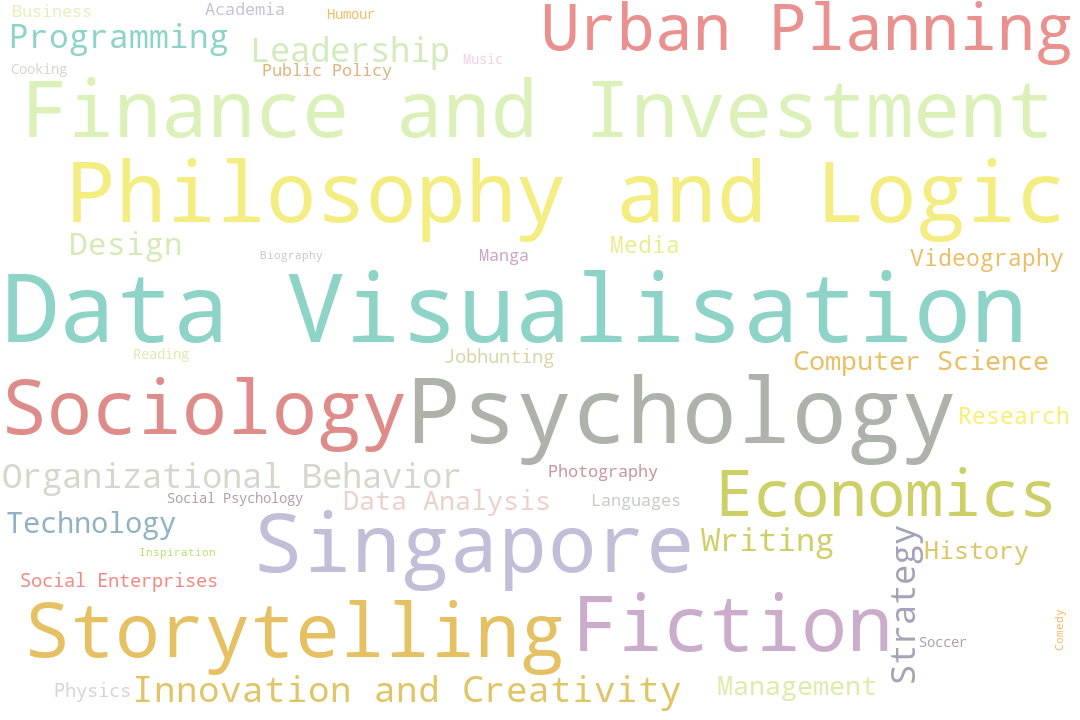 Business
Academia
Humour
Urban Planning
Programming
Leadership
Music
Cooking
Public Policy
Finance and Investment
Philosophy and Logic
Design
Biography
Manga
Media
Videography
Data Visualisation
Reading
Jobhunting
Computer Science
Sociology
Psychology
Research
Organizational Behavior
Photography
Social Psychology
Data Analysis
Languages
Economics
Technology
Singapore
Writing
History
Inspiration
Strategy
Social Enterprises
Storytelling
Fiction
Soccer
Comedy
Physics
Innovation and Creativity
Management